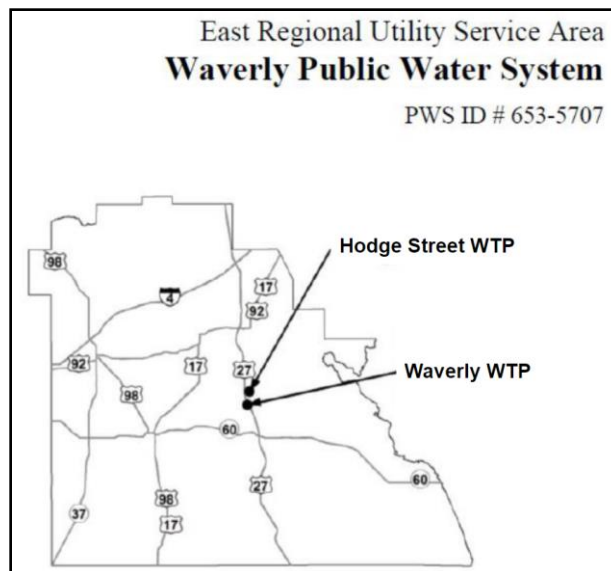 East Regional Utility Service Area
Waverly Public Water System
PWS ID # 653-5707
Hodge Street WTP
98
17
4
92
92
17
27
Waverly WTP
98
60
98
27
60
37
17